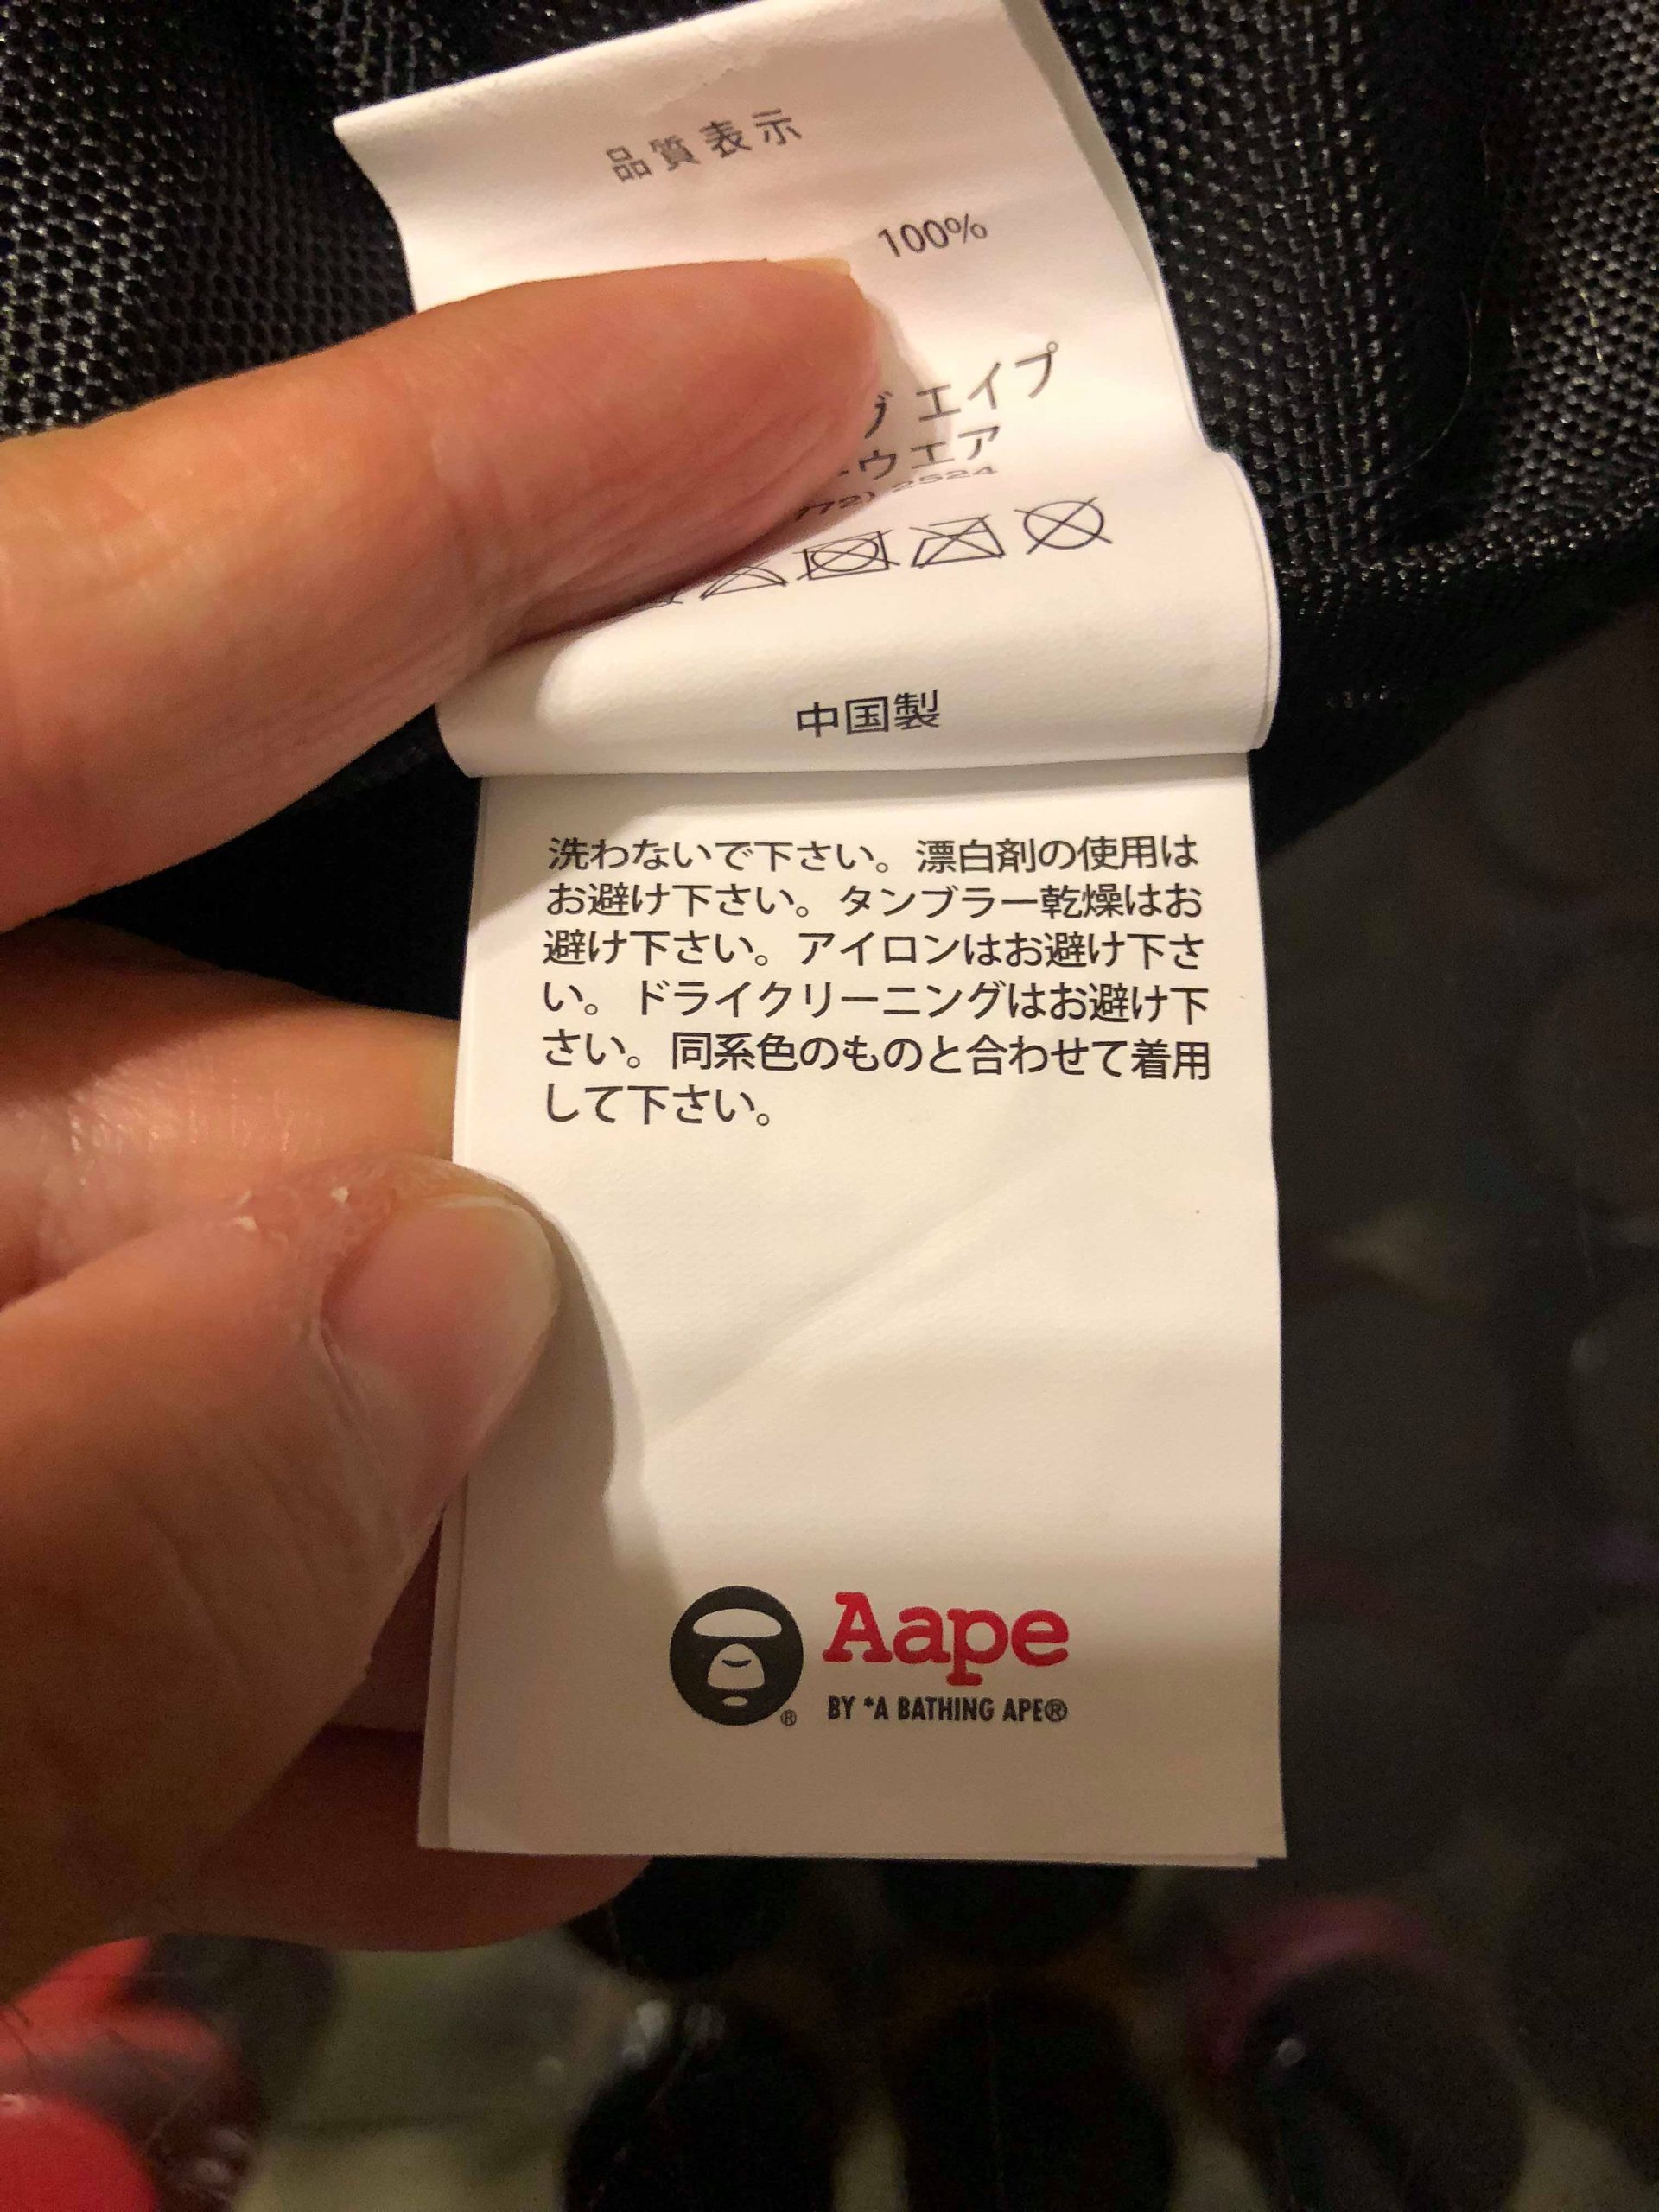 品質表示
100%
エイプ
ウエア
2524
中国製
洗わないで下さい。漂白剤の使用は
お避け下さい。タンブラー乾燥はお
避け下さい。アイロンはお避け下さ
い。ドライクリーニングはお避け下
さい。同系色のものと合わせて着用
して下さい。
Aape
BY *A BATHING APE®
®